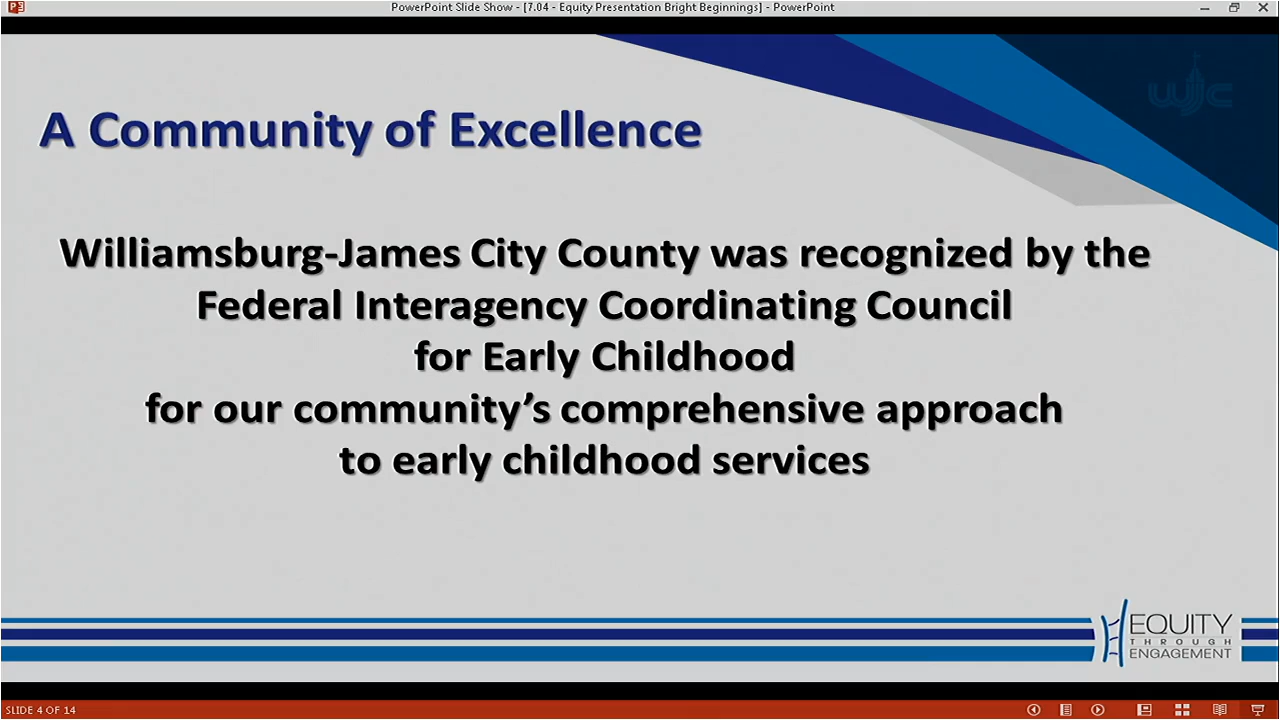 PowerPoint Slide Show - [7.04 - Equity Presentation Bright Beginnings] - PowerPoint
wjcc
A Community of Excellence
Williamsburg-James City County was recognized by the
Federal Interagency Coordinating Council
for Early Childhood
for our community’s comprehensive approach
to early childhood services
EQUITY
THROUGH
ENGAGEMENT
SLIDE 4 OF 14